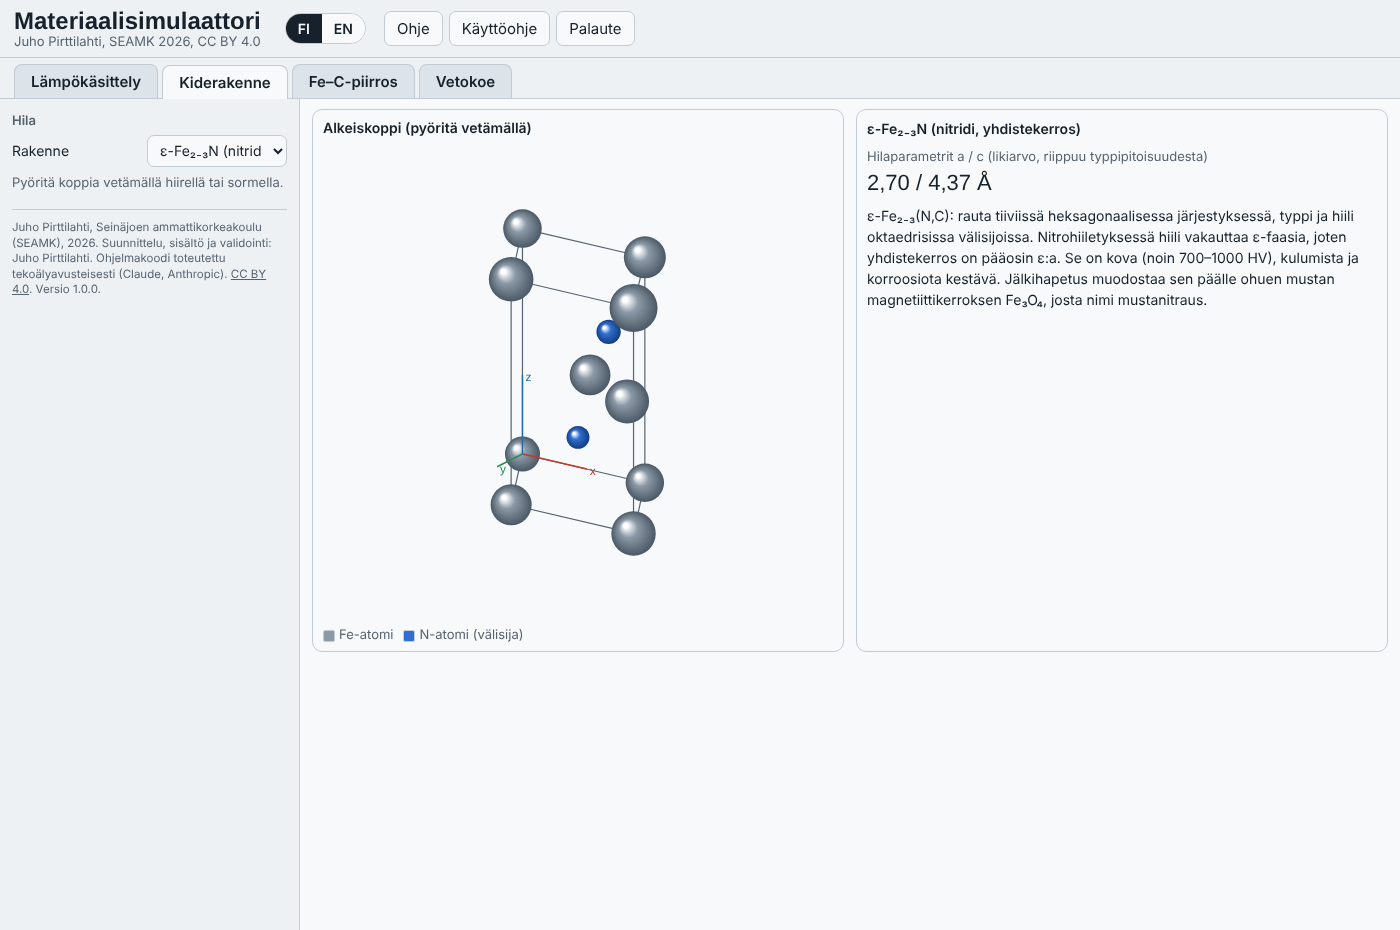 Materiaalisimulaattori
Juho Pirttilahti, SEAMK 2026, CC BY 4.0
FI EN
Ohje Käyttöohje Palaute
Lämpökäsittely Kiderakenne Fe–C-piirros Vetokoe
Hila
Rakenne
ε-Fe₂₋₃N (nitrid
Pyöritä koppia vetämällä hiirellä tai sormella.
Juho Pirttilahti, Seinäjoen ammattikorkeakoulu
(SEAMK), 2026. Suunnittelu, sisältö ja validointi:
Juho Pirttilahti. Ohjelmakoodi toteutettu
tekoälyavusteisesti (Claude, Anthropic). CC BY
4.0. Versio 1.0.0.
Alkeiskoppi (pyöritä vetämällä)
z
y
x
Fe-atomi N-atomi (välisija)
ε-Fe₂₋₃N (nitridi, yhdistekerros)
Hilaparametrit a / c (likiarvo, riippuu typpipitoisuudesta)
2,70 / 4,37 Å
ε-Fe₂₋₃(N,C): rauta tiiviissä heksagonaalisessa järjestyksessä, typpi ja hiili
oktaedrisissa välisijoissa. Nitrohiiletyksessä hiili vakauttaa ε-faasia, joten
yhdistekerros on pääosin ε:a. Se on kova (noin 700–1000 HV), kulumista ja
korroosiota kestävä. Jälkihapetus muodostaa sen päälle ohuen mustan
magnetiittikerroksen Fe₃O₄, josta nimi mustanitraus.